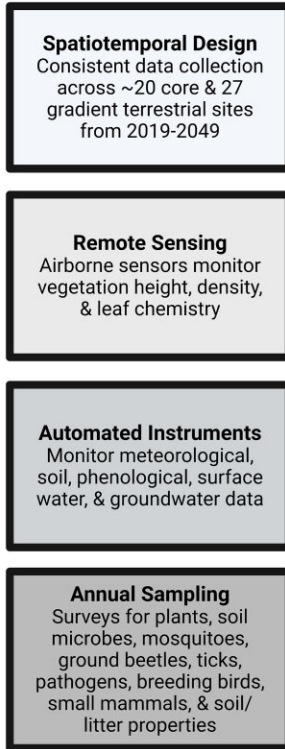 Spatiotemporal Design
Consistent data collection
across ~20 core & 27
gradient terrestrial sites
from 2019-2049
Remote Sensing
Airborne sensors monitor
vegetation height, density,
& leaf chemistry
Automated Instruments
Monitor meteorological,
soil, phenological, surface
water, & groundwater data
Annual Sampling
Surveys for plants, soil
microbes, mosquitoes,
ground beetles, ticks,
pathogens, breeding birds,
small mammals, & soil/
litter properties